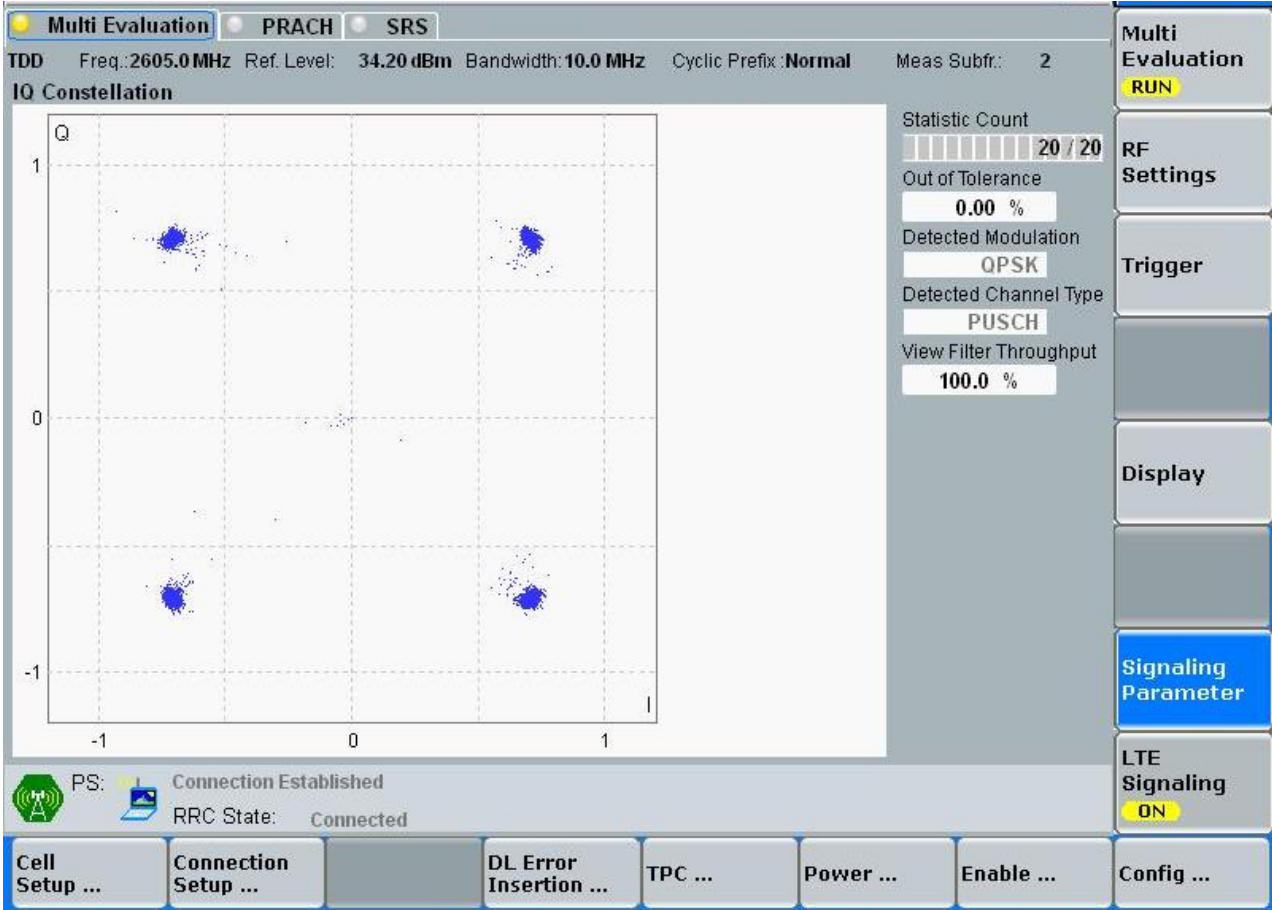 Multi Evaluation PRACH SRS
TDD Freq.:2605.0 MHz Ref. Level: 34.20 dBm Bandwidth:10.0 MHz Cyclic Prefix :Normal Meas Subfr.: 2
IQ Constellation
Q
1
0
-1
I
-1 0 1
Statistic Count
20 / 20
Out of Tolerance
0.00 %
Detected Modulation
QPSK
Detected Channel Type
PUSCH
View Filter Throughput
100.0 %
PS: Connection Established
RRC State: Connected
Multi
Evaluation
RUN
RF
Settings
Trigger
Display
Signaling
Parameter
LTE
Signaling
ON
Cell
Setup ...
Connection
Setup ...
DL Error
Insertion ...
TPC ...
Power ...
Enable ...
Config ...